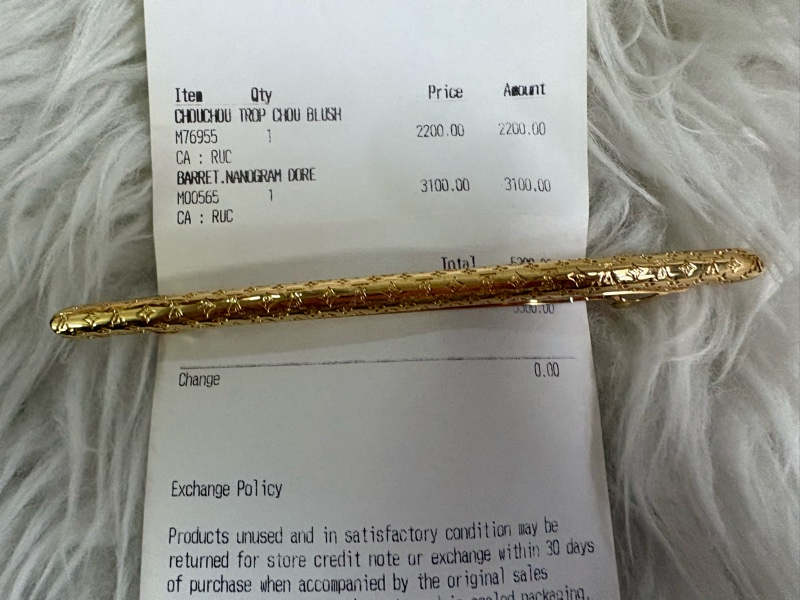 Item Qty Price Amount
CHOUCHOU TROP CHOU BLUSH
M76955 1 2200.00 2200.00
CA : RUC
BARRET.NANOGRAM DORE
M00565 1 3100.00 3100.00
CA : RUC
Total
Change 0.00
Exchange Policy
Products unused and in satisfactory condition may be
returned for store credit note or exchange within 30 days
of purchase when accompanied by the original sales
packaging.